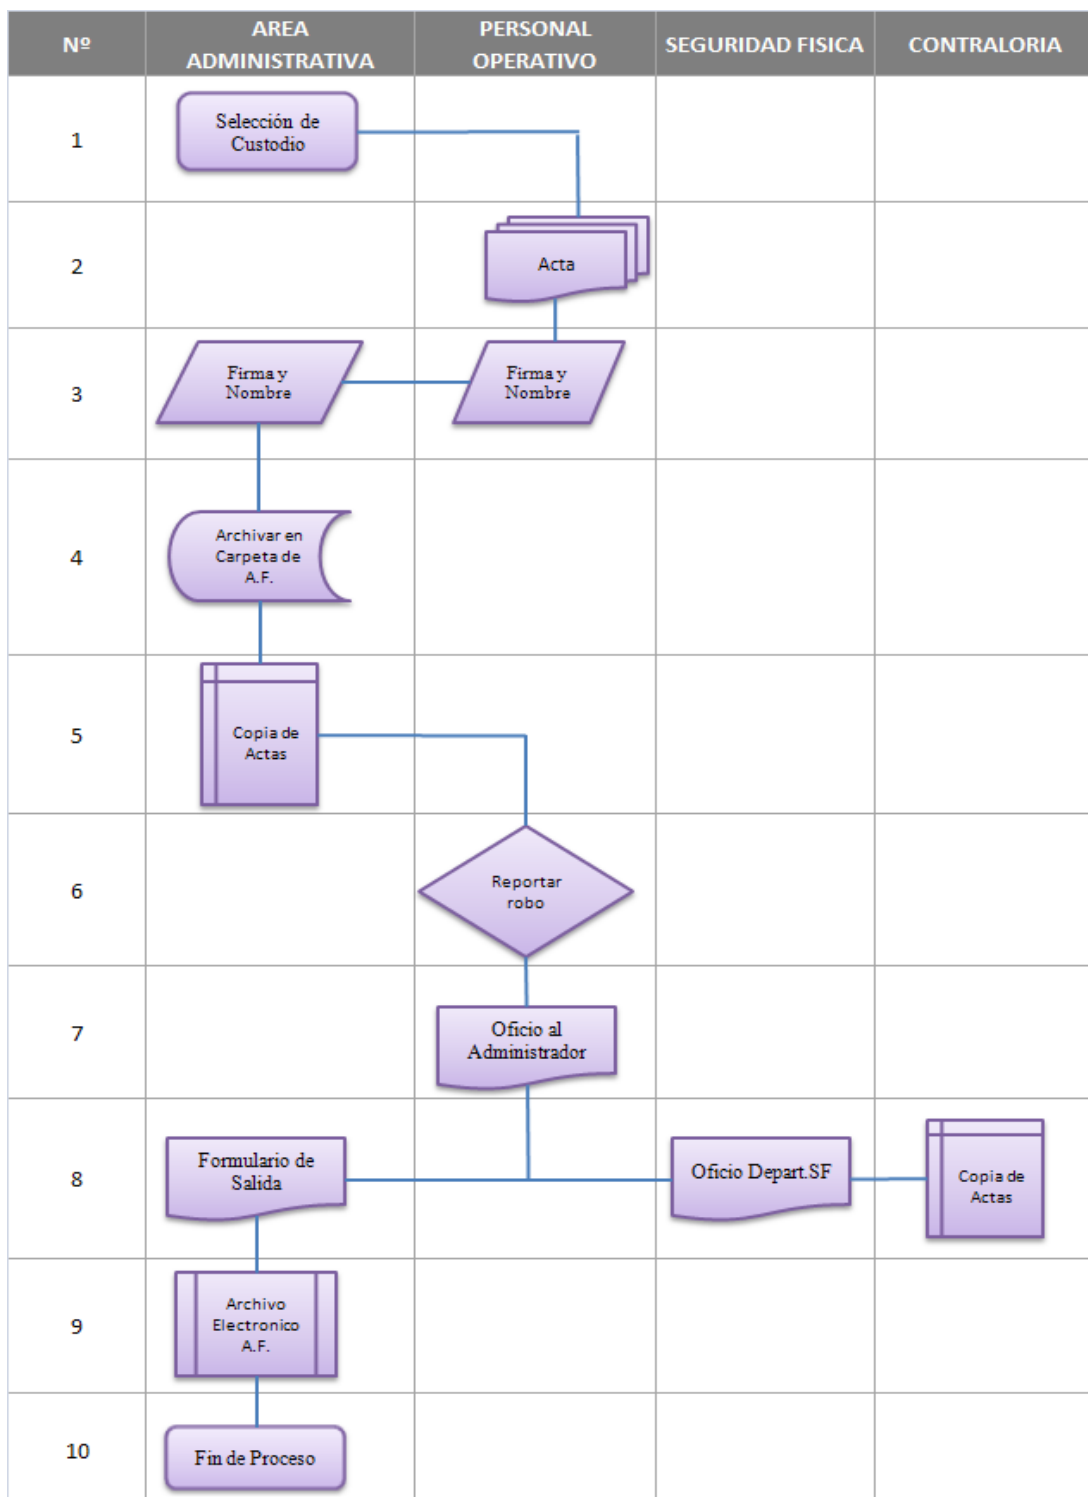 Nº
AREA
ADMINISTRATIVA
PERSONAL
OPERATIVO
SEGURIDAD FISICA
CONTRALORIA
1
Selección de
Custodio
2
Acta
3
Firma y
Nombre
Firma y
Nombre
4
Archivar en
Carpeta de
A.F.
5
Copia de
Actas
6
Reportar
robo
7
Oficio al
Administrador
8
Formulario de
Salida
Oficio Depart.SF
Copia de
Actas
9
Archivo
Electronico
A.F.
10
Fin de Proceso